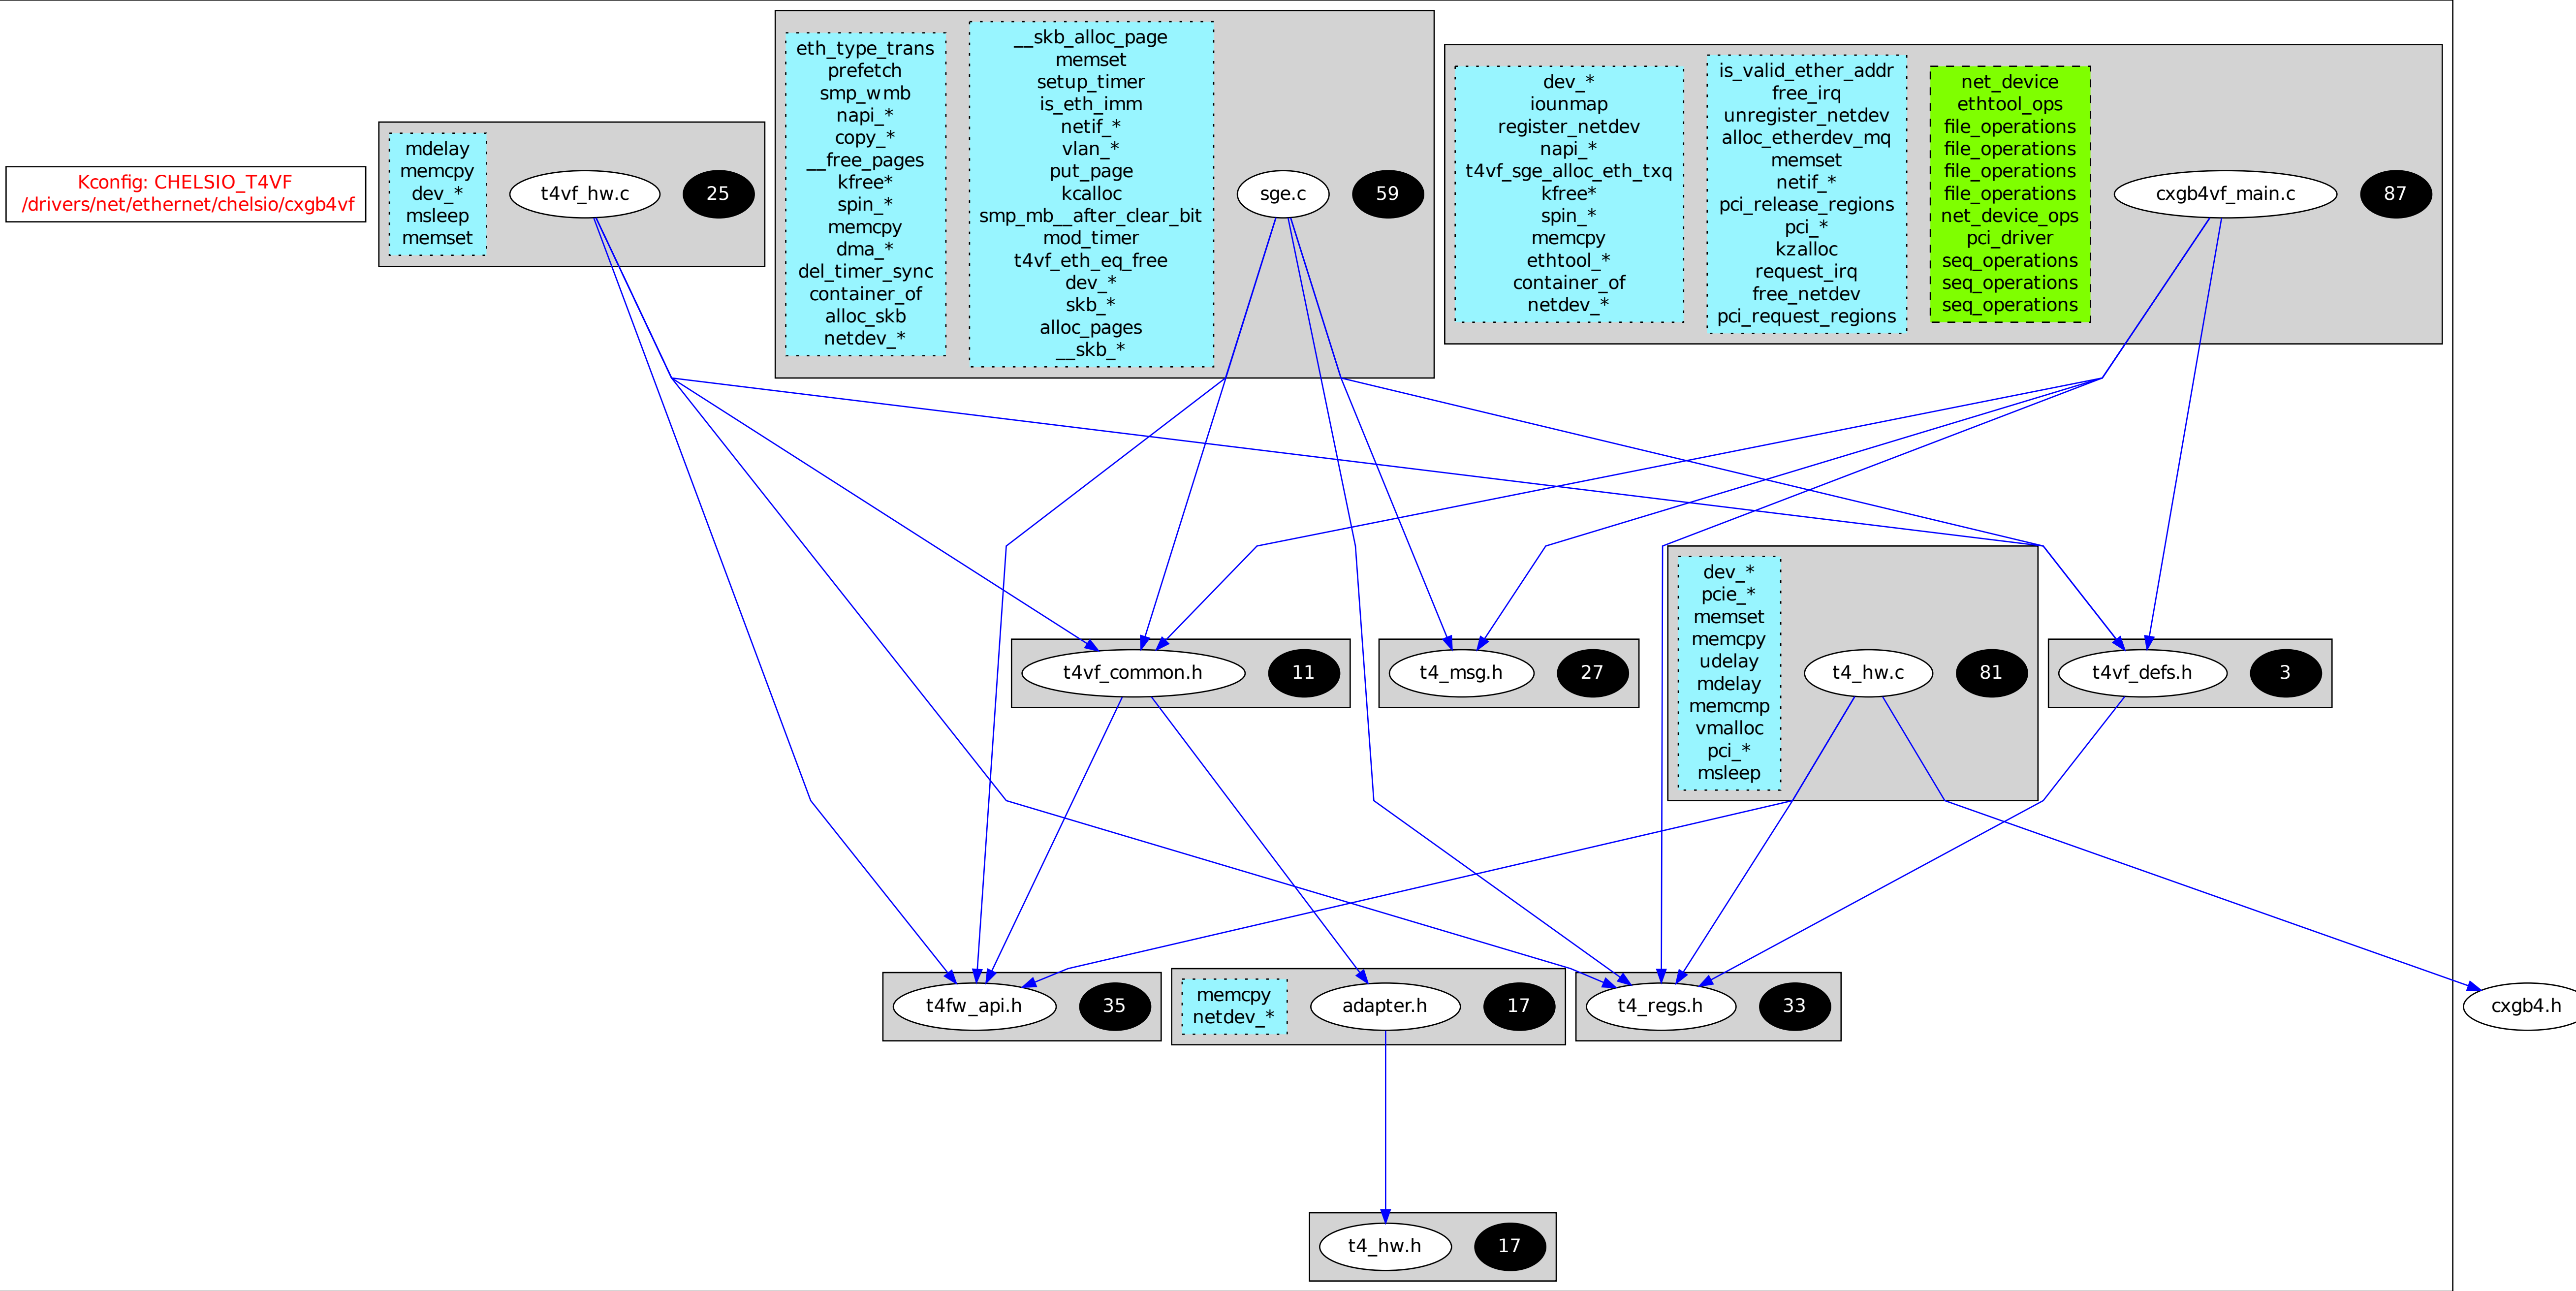 Kconfig: CHELSIO_T4VF
/drivers/net/ethernet/chelsio/cxgb4vf
mdelay
memcpy
dev_*
msleep
memset
t4vf_hw.c
25
eth_type_trans
prefetch
smp_wmb
napi_*
copy_*
__free_pages
kfree*
spin_*
memcpy
dma_*
del_timer_sync
container_of
alloc_skb
netdev_*
__skb_alloc_page
memset
setup_timer
is_eth_imm
netif_*
vlan_*
put_page
kcalloc
smp_mb__after_clear_bit
mod_timer
t4vf_eth_eq_free
dev_*
skb_*
alloc_pages
__skb_*
sge.c
59
dev_*
iounmap
register_netdev
napi_*
t4vf_sge_alloc_eth_txq
kfree*
spin_*
memcpy
ethtool_*
container_of
netdev_*
is_valid_ether_addr
free_irq
unregister_netdev
alloc_etherdev_mq
memset
netif_*
pci_release_regions
pci_*
kzalloc
request_irq
free_netdev
pci_request_regions
net_device
ethtool_ops
file_operations
file_operations
file_operations
file_operations
net_device_ops
pci_driver
seq_operations
seq_operations
seq_operations
cxgb4vf_main.c
87
t4vf_common.h
11
t4_msg.h
27
dev_*
pcie_*
memset
memcpy
udelay
mdelay
memcmp
vmalloc
pci_*
msleep
t4_hw.c
81
t4vf_defs.h
3
t4fw_api.h
35
memcpy
netdev_*
adapter.h
17
t4_regs.h
33
cxgb4.h
t4_hw.h
17